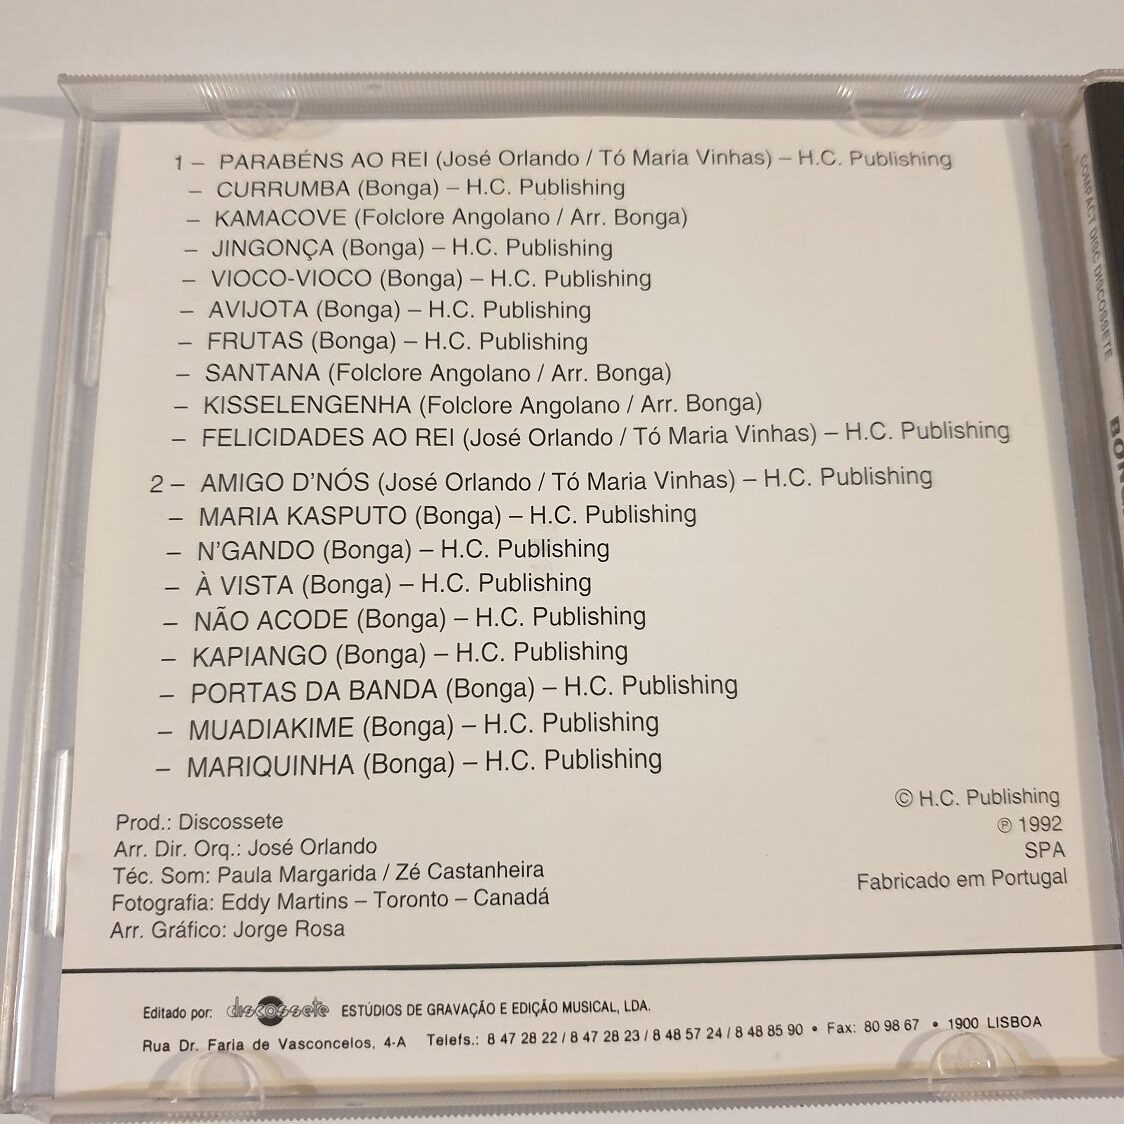 1 – PARABÉNS AO REI (José Orlando / Tó Maria Vinhas) – H.C. Publishing
– CURRUMBA (Bonga) – H.C. Publishing
– KAMACOVE (Folclore Angolano / Arr. Bonga)
– JINGONÇA (Bonga) – H.C. Publishing
– VIOCO-VIOCO (Bonga) – H.C. Publishing
– AVIJOTA (Bonga) – H.C. Publishing
– FRUTAS (Bonga) – H.C. Publishing
– SANTANA (Folclore Angolano / Arr. Bonga)
– KISSELENGENHA (Folclore Angolano / Arr. Bonga)
– FELICIDADES AO REI (José Orlando / Tó Maria Vinhas) – H.C. Publishing
2 – AMIGO D'NÓS (José Orlando / Tó Maria Vinhas) – H.C. Publishing
– MARIA KASPUTO (Bonga) – H.C. Publishing
– N'GANDO (Bonga) – H.C. Publishing
– À VISTA (Bonga) – H.C. Publishing
– NÃO ACODE (Bonga) – H.C. Publishing
– KAPIANGO (Bonga) – H.C. Publishing
– PORTAS DA BANDA (Bonga) – H.C. Publishing
– MUADIAKIME (Bonga) – H.C. Publishing
– MARIQUINHA (Bonga) – H.C. Publishing
© H.C. Publishing
℗ 1992
SPA
Fabricado em Portugal
Prod.: Discossete
Arr. Dir. Orq.: José Orlando
Téc. Som: Paula Margarida / Zé Castanheira
Fotografia: Eddy Martins – Toronto – Canadá
Arr. Gráfico: Jorge Rosa
Editado por: discossete ESTÚDIOS DE GRAVAÇÃO E EDIÇÃO MUSICAL, LDA.
Rua Dr. Faria de Vasconcelos, 4-A Telefs.: 8 47 28 22 / 8 47 28 23 / 8 48 57 24 / 8 48 85 90 • Fax: 80 98 67 • 1900 LISBOA
COMPACT DISC DISCOSSETE